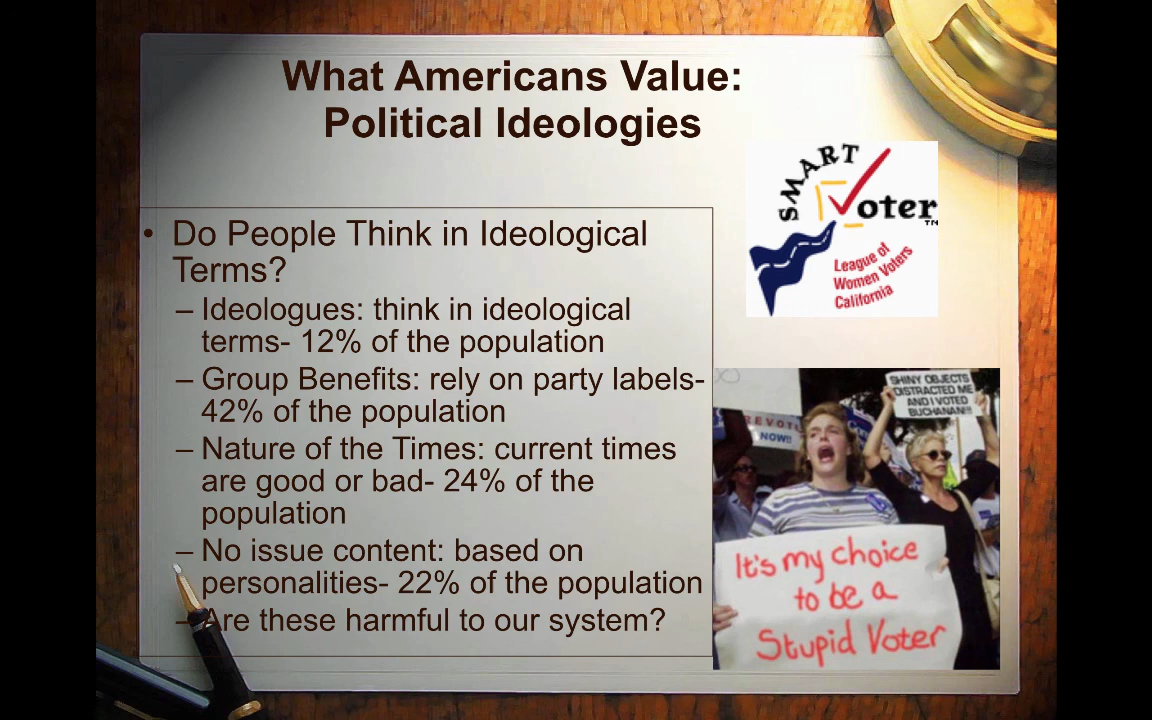 What Americans Value:
Political Ideologies
• Do People Think in Ideological
Terms?
– Ideologues: think in ideological
terms- 12% of the population
– Group Benefits: rely on party labels-
42% of the population
– Nature of the Times: current times
are good or bad- 24% of the
population
– No issue content: based on
personalities- 22% of the population
– Are these harmful to our system?
SMART
Voter
TM
League of
Women Voters
California
SHINY OBJECTS
DISTRACTED ME
AND I VOTED
BUCHANAN!!!
REVOTE
NOW!!
It's my choice
to be a
Stupid Voter